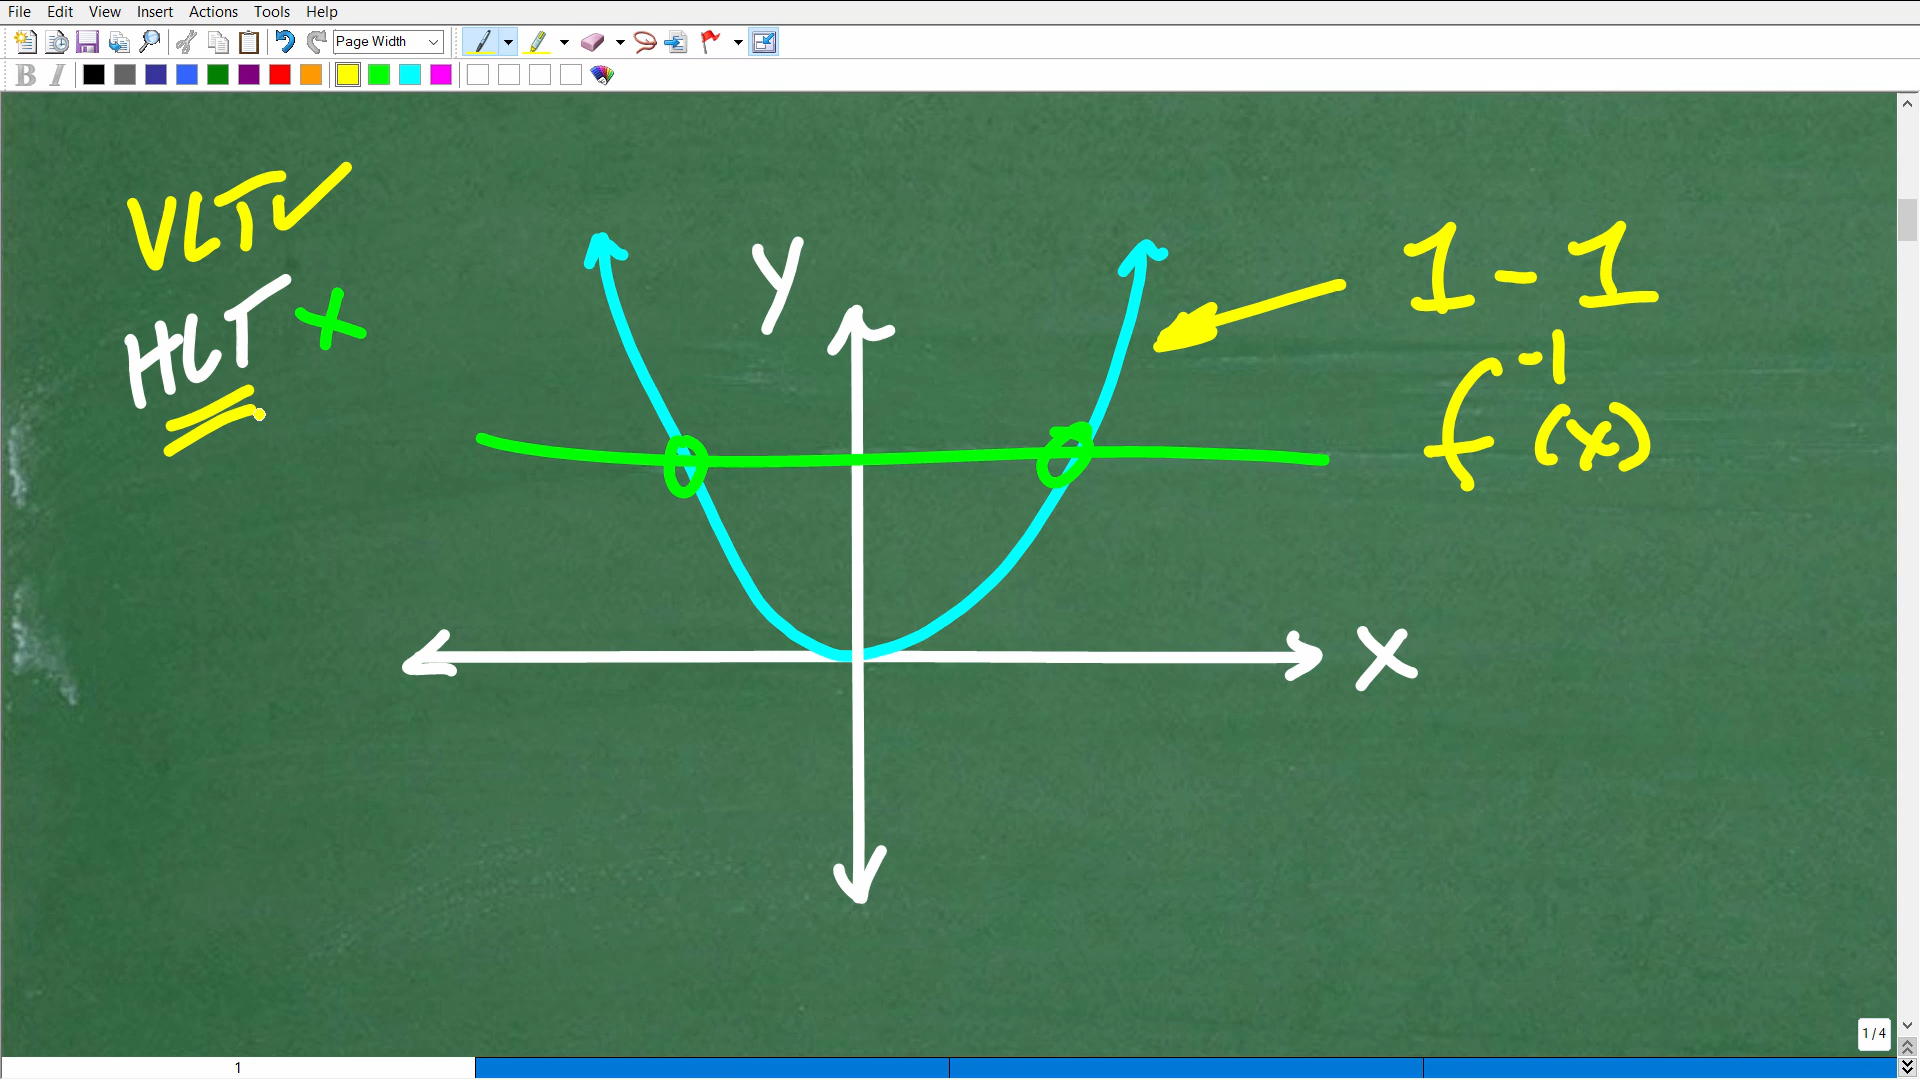 File Edit View Insert Actions Tools Help
Page Width
B I
VLT✓
HLT x
y
x
1-1
f⁻¹(x)
1 / 4
1